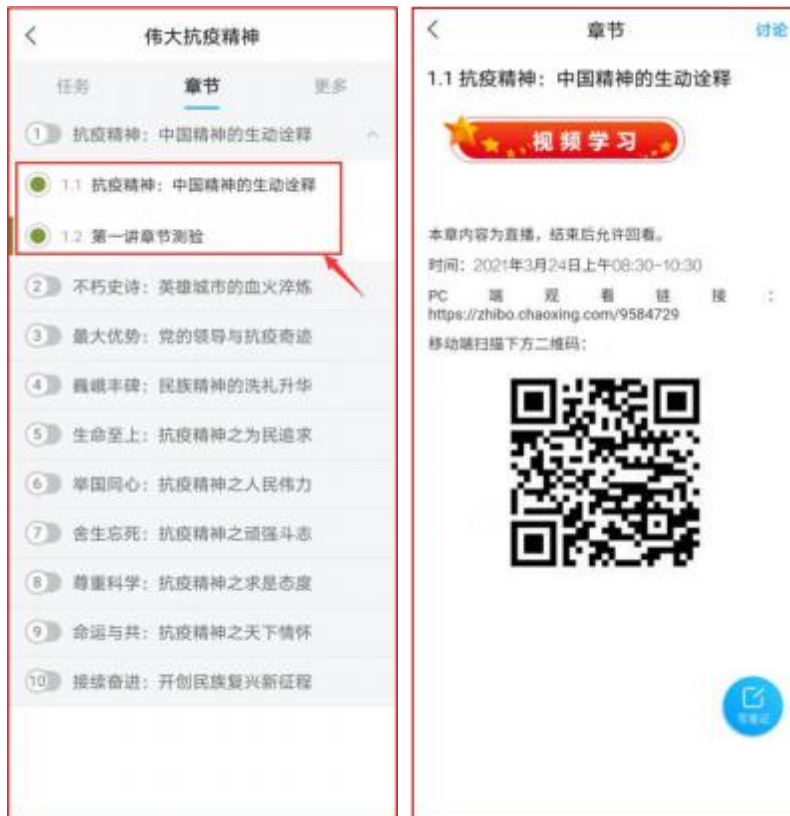 伟大抗疫精神
任务 章节 更多
1 抗疫精神：中国精神的生动诠释
1.1 抗疫精神：中国精神的生动诠释
1.2 第一讲章节测验
2 不朽史诗：英雄城市的血火淬炼
3 最大优势：党的领导与抗疫奇迹
4 巍峨丰碑：民族精神的洗礼升华
5 生命至上：抗疫精神之为民追求
6 举国同心：抗疫精神之人民伟力
7 舍生忘死：抗疫精神之顽强斗志
8 尊重科学：抗疫精神之求是态度
9 命运与共：抗疫精神之天下情怀
10 接续奋进：开创民族复兴新征程
章节 讨论
1.1 抗疫精神：中国精神的生动诠释
视频学习
本章内容为直播，结束后允许回看。
时间：2021年3月24日上午08:30-10:30
PC 端 观 看 链 接 ：
https://zhibo.chaoxing.com/9584729
移动端扫描下方二维码：